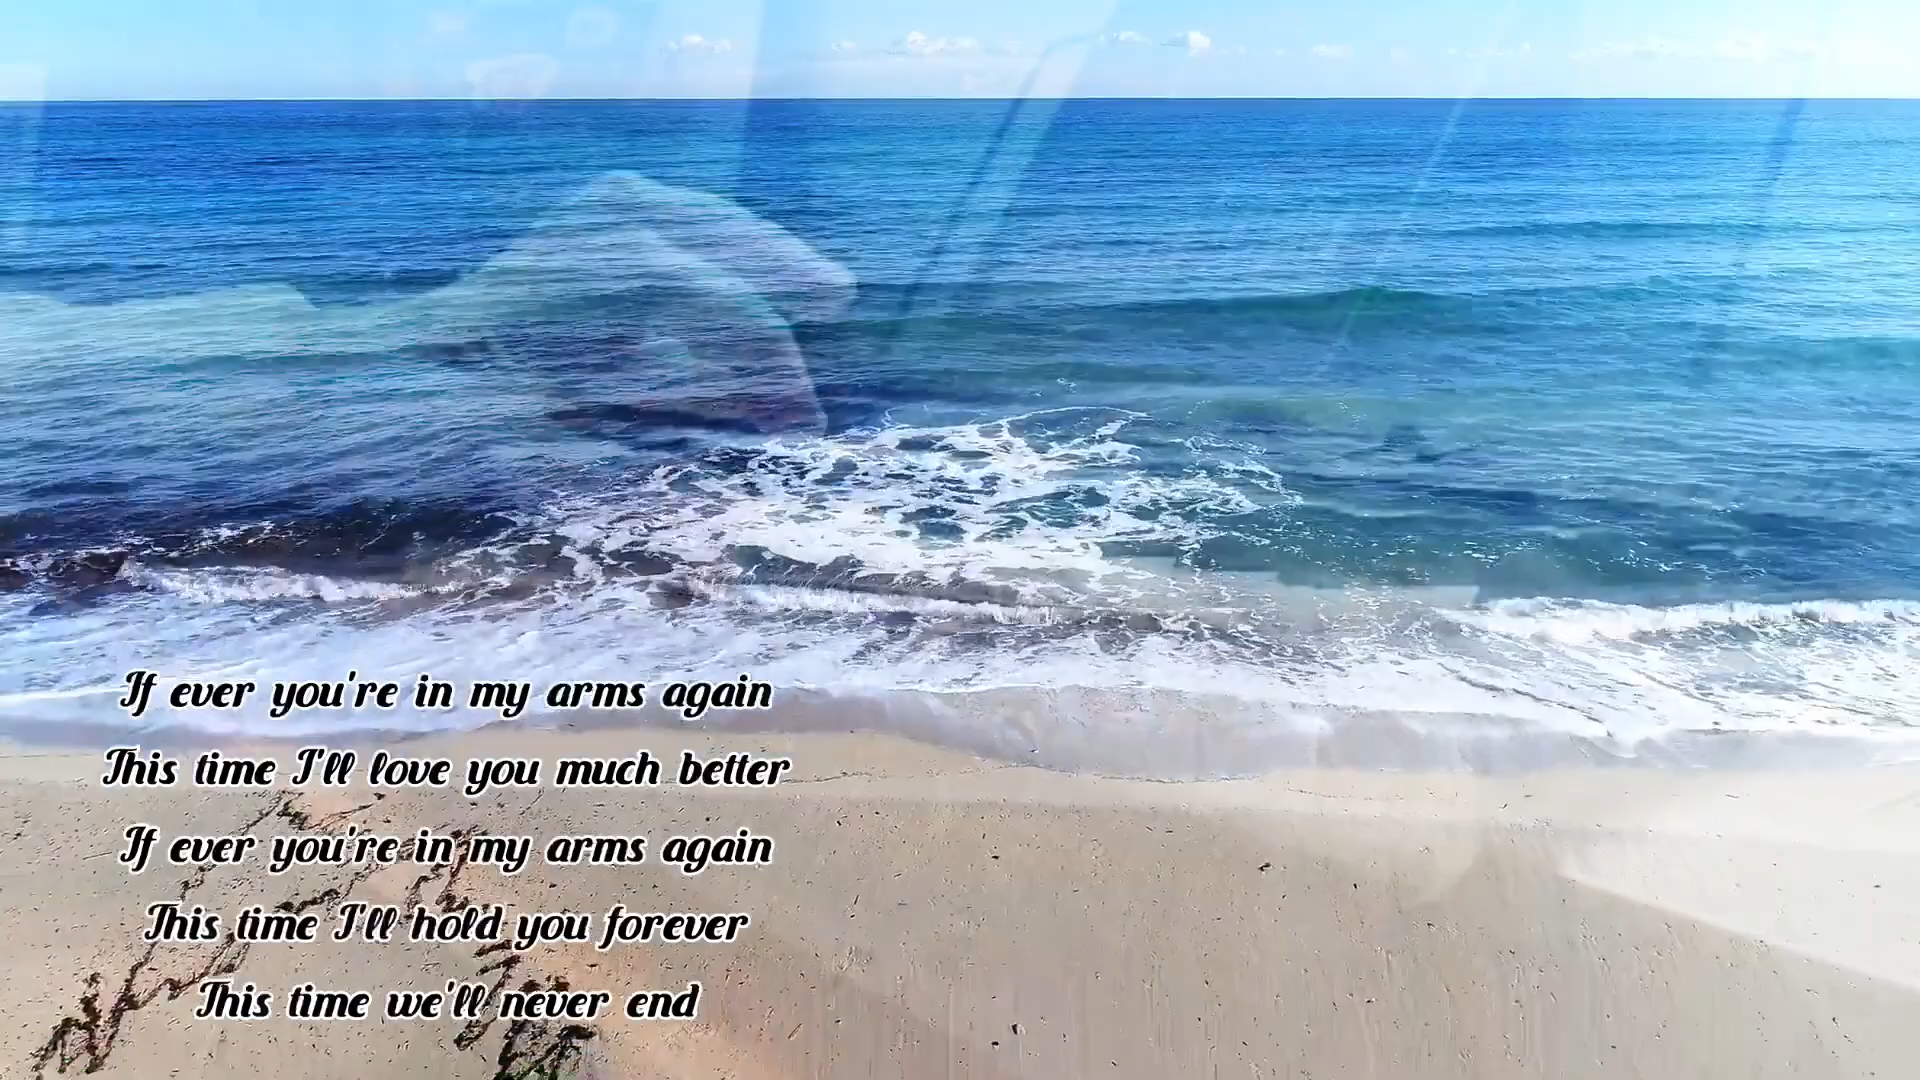 If ever you're in my arms again
This time I'll love you much better
If ever you're in my arms again
This time I'll hold you forever
This time we'll never end